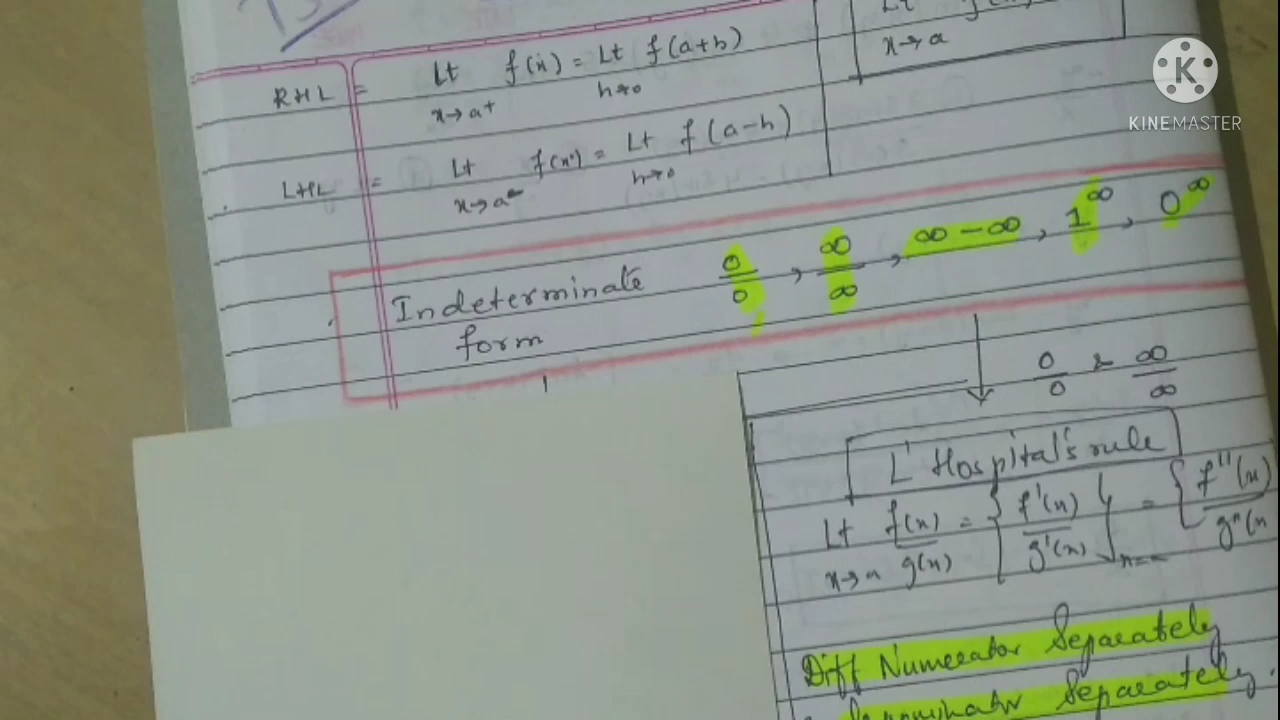 RHL = Lt x→a⁺ f(x) = Lt h→0 f(a+h)
x→a
LHL = Lt x→a⁻ f(x) = Lt h→0 f(a-h)
KINEMASTER
Indeterminate form 0/0, ∞/∞, ∞-∞, 1^∞, 0^∞
0/0 & ∞/∞
L'Hospital's rule
Lt x→a f(x)/g(x) = {f'(x)/g'(x)} = {f''(x)/g''(x
Diff Numerator Separately
Separately.